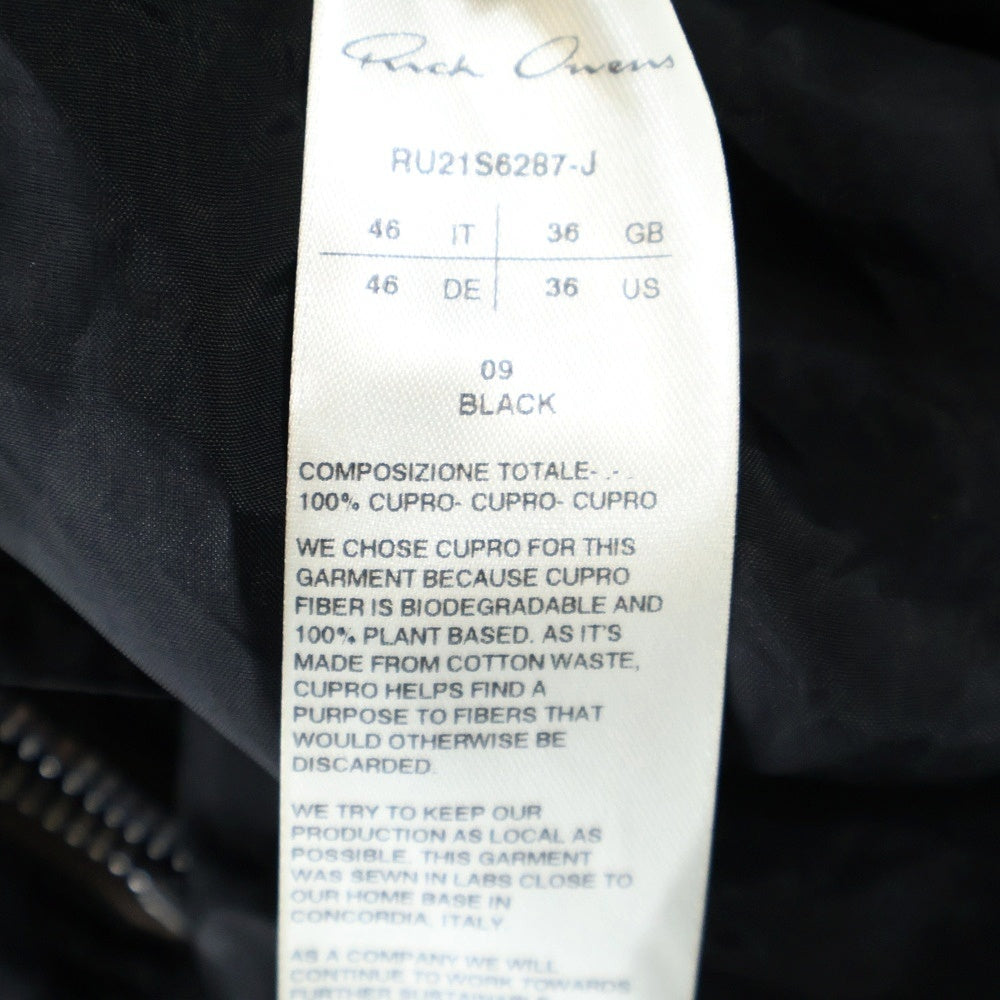 Rick Owens
RU21S6287-J
46 IT 36 GB
46 DE 36 US
09
BLACK
COMPOSIZIONE TOTALE- .- .
100% CUPRO- CUPRO- CUPRO
WE CHOSE CUPRO FOR THIS
GARMENT BECAUSE CUPRO
FIBER IS BIODEGRADABLE AND
100% PLANT BASED. AS IT'S
MADE FROM COTTON WASTE,
CUPRO HELPS FIND A
PURPOSE TO FIBERS THAT
WOULD OTHERWISE BE
DISCARDED.
WE TRY TO KEEP OUR
PRODUCTION AS LOCAL AS
POSSIBLE. THIS GARMENT
WAS SEWN IN LABS CLOSE TO
OUR HOME BASE IN
CONCORDIA, ITALY.
AS A COMPANY WE WILL
CONTINUE TO WORK TOWARDS
FURTHER SUSTAINABLE